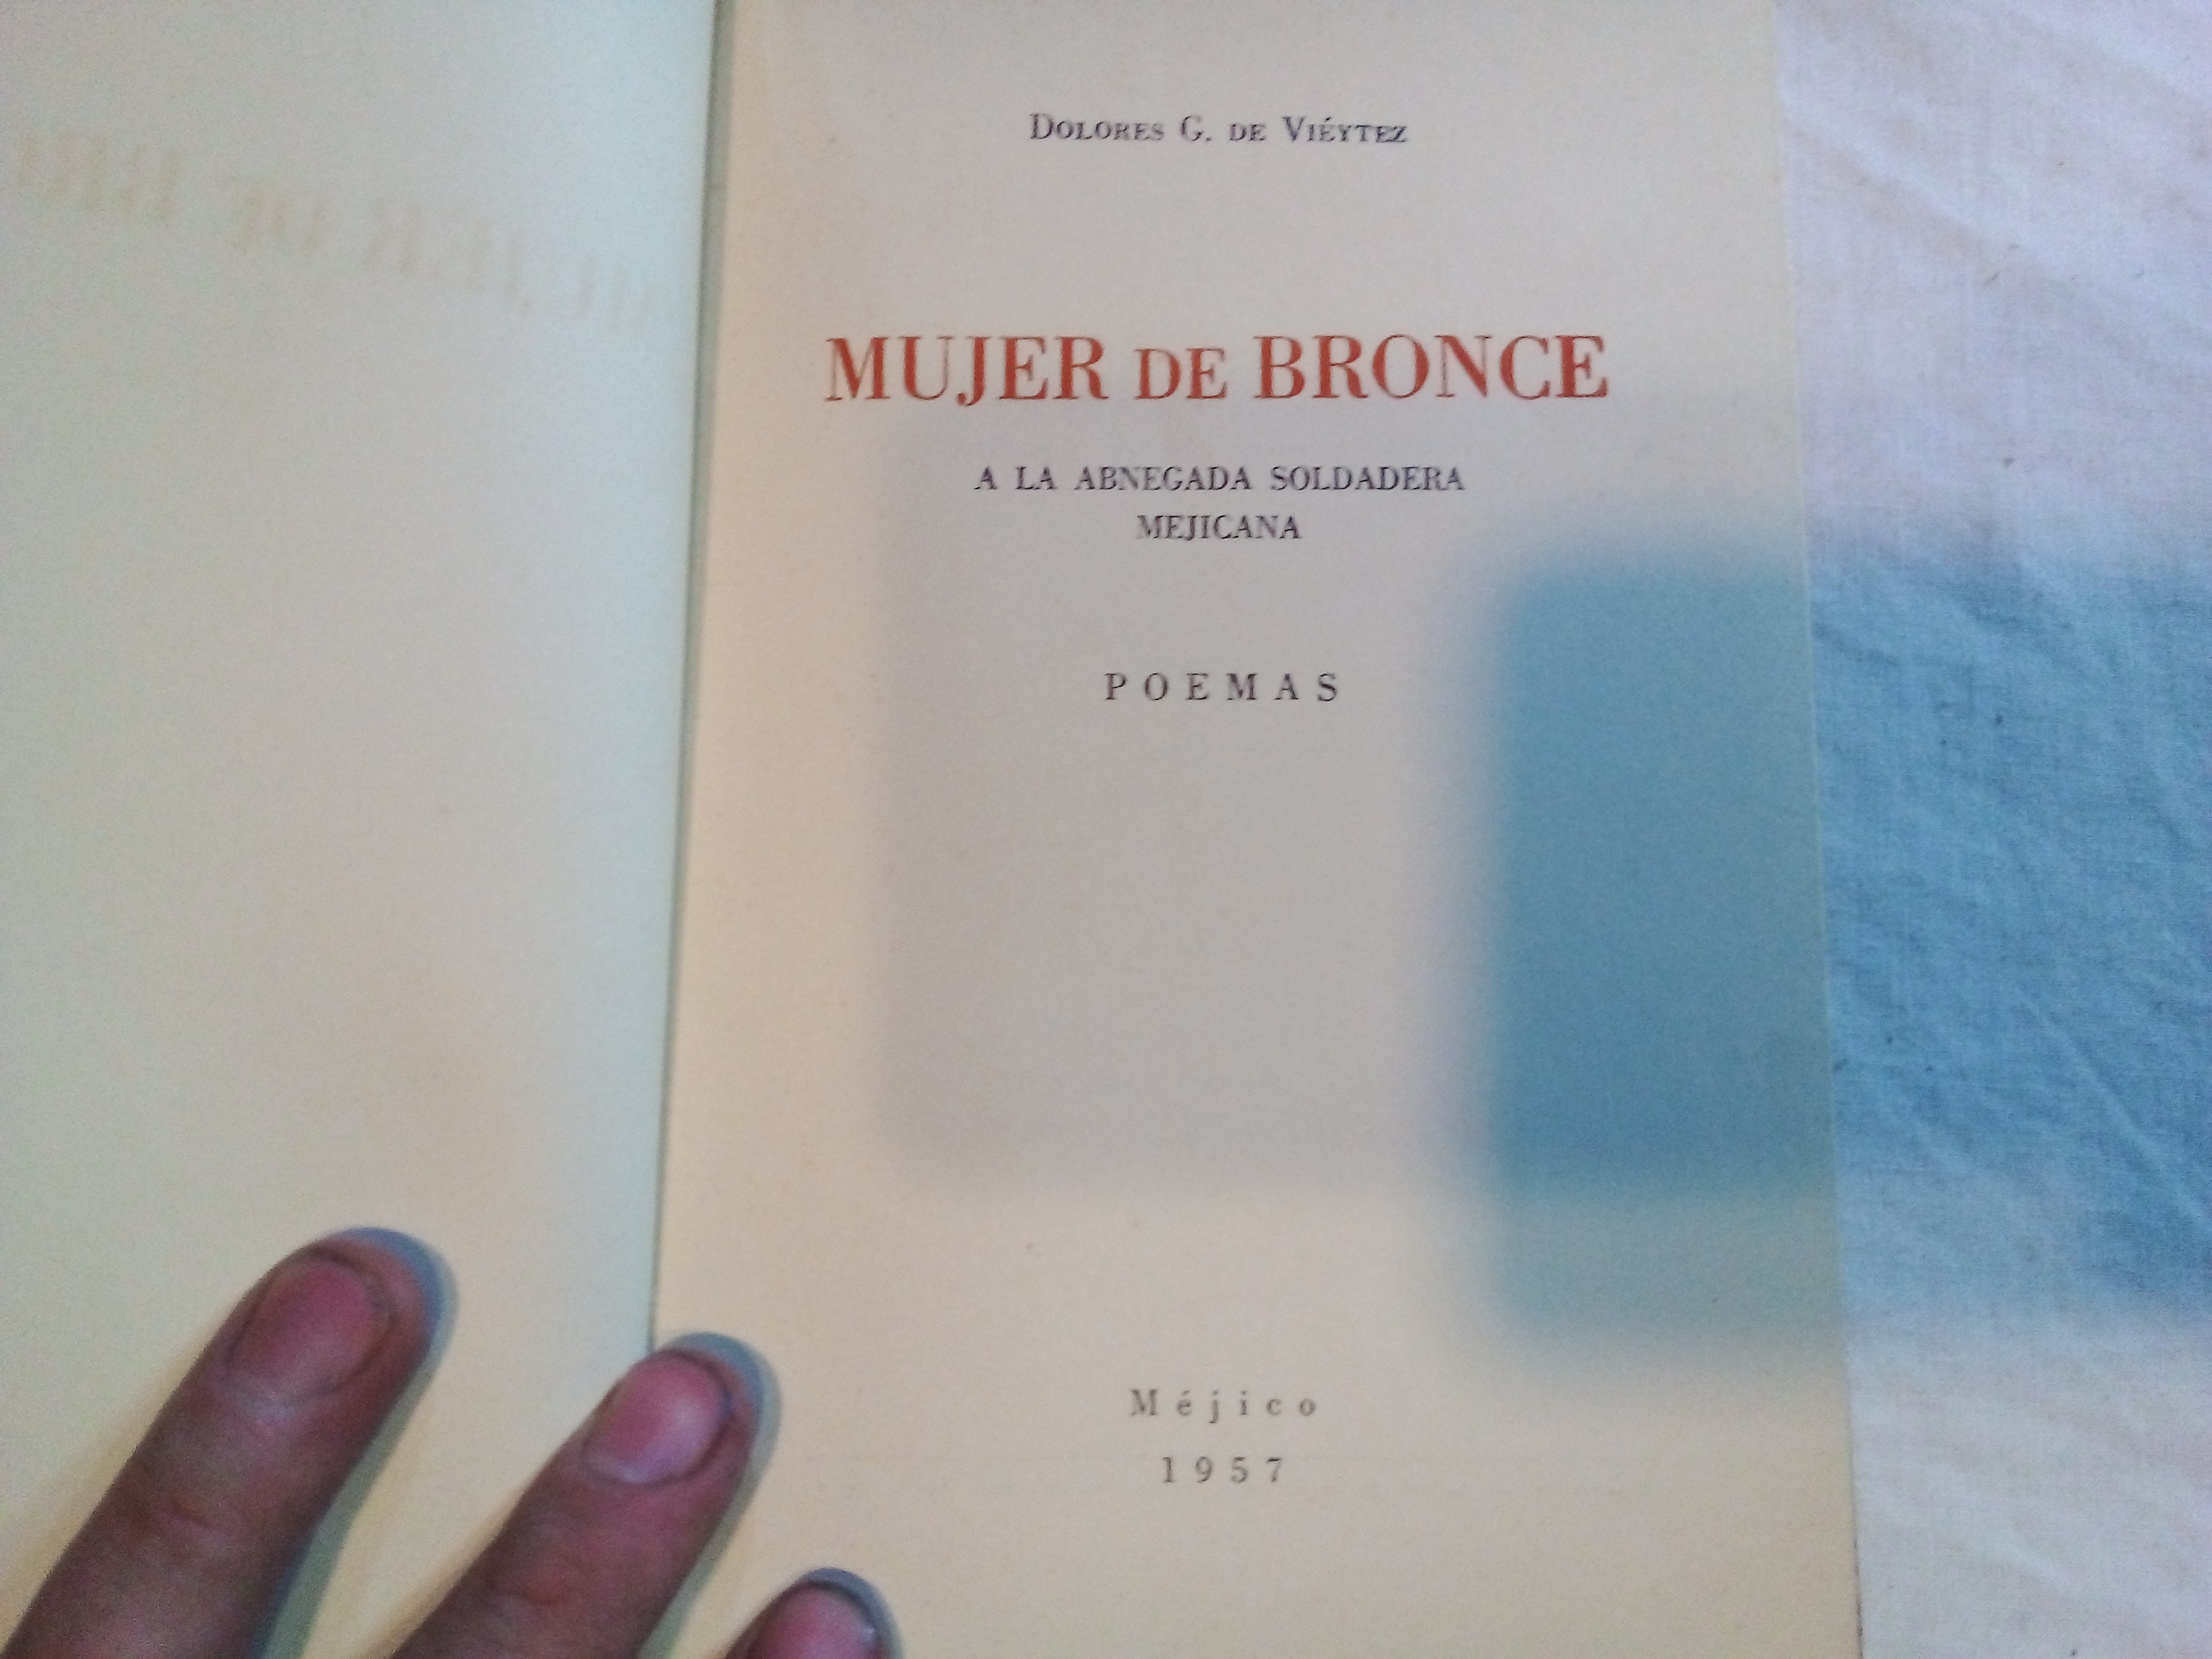 Dolores G. de Viéytez
MUJER DE BRONCE
A LA ABNEGADA SOLDADERA
MEJICANA
POEMAS
Méjico
1957